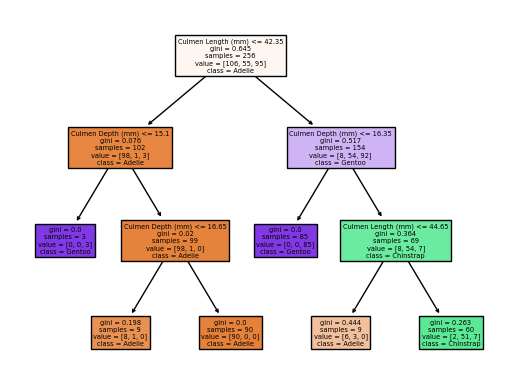 Culmen Length (mm) <= 42.35
gini = 0.645
samples = 256
value = [106, 55, 95]
class = Adelie
Culmen Depth (mm) <= 15.1
gini = 0.076
samples = 102
value = [98, 1, 3]
class = Adelie
Culmen Depth (mm) <= 16.35
gini = 0.517
samples = 154
value = [8, 54, 92]
class = Gentoo
gini = 0.0
samples = 3
value = [0, 0, 3]
class = Gentoo
Culmen Depth (mm) <= 16.65
gini = 0.02
samples = 99
value = [98, 1, 0]
class = Adelie
gini = 0.0
samples = 85
value = [0, 0, 85]
class = Gentoo
Culmen Length (mm) <= 44.65
gini = 0.364
samples = 69
value = [8, 54, 7]
class = Chinstrap
gini = 0.198
samples = 9
value = [8, 1, 0]
class = Adelie
gini = 0.0
samples = 90
value = [90, 0, 0]
class = Adelie
gini = 0.444
samples = 9
value = [6, 3, 0]
class = Adelie
gini = 0.263
samples = 60
value = [2, 51, 7]
class = Chinstrap